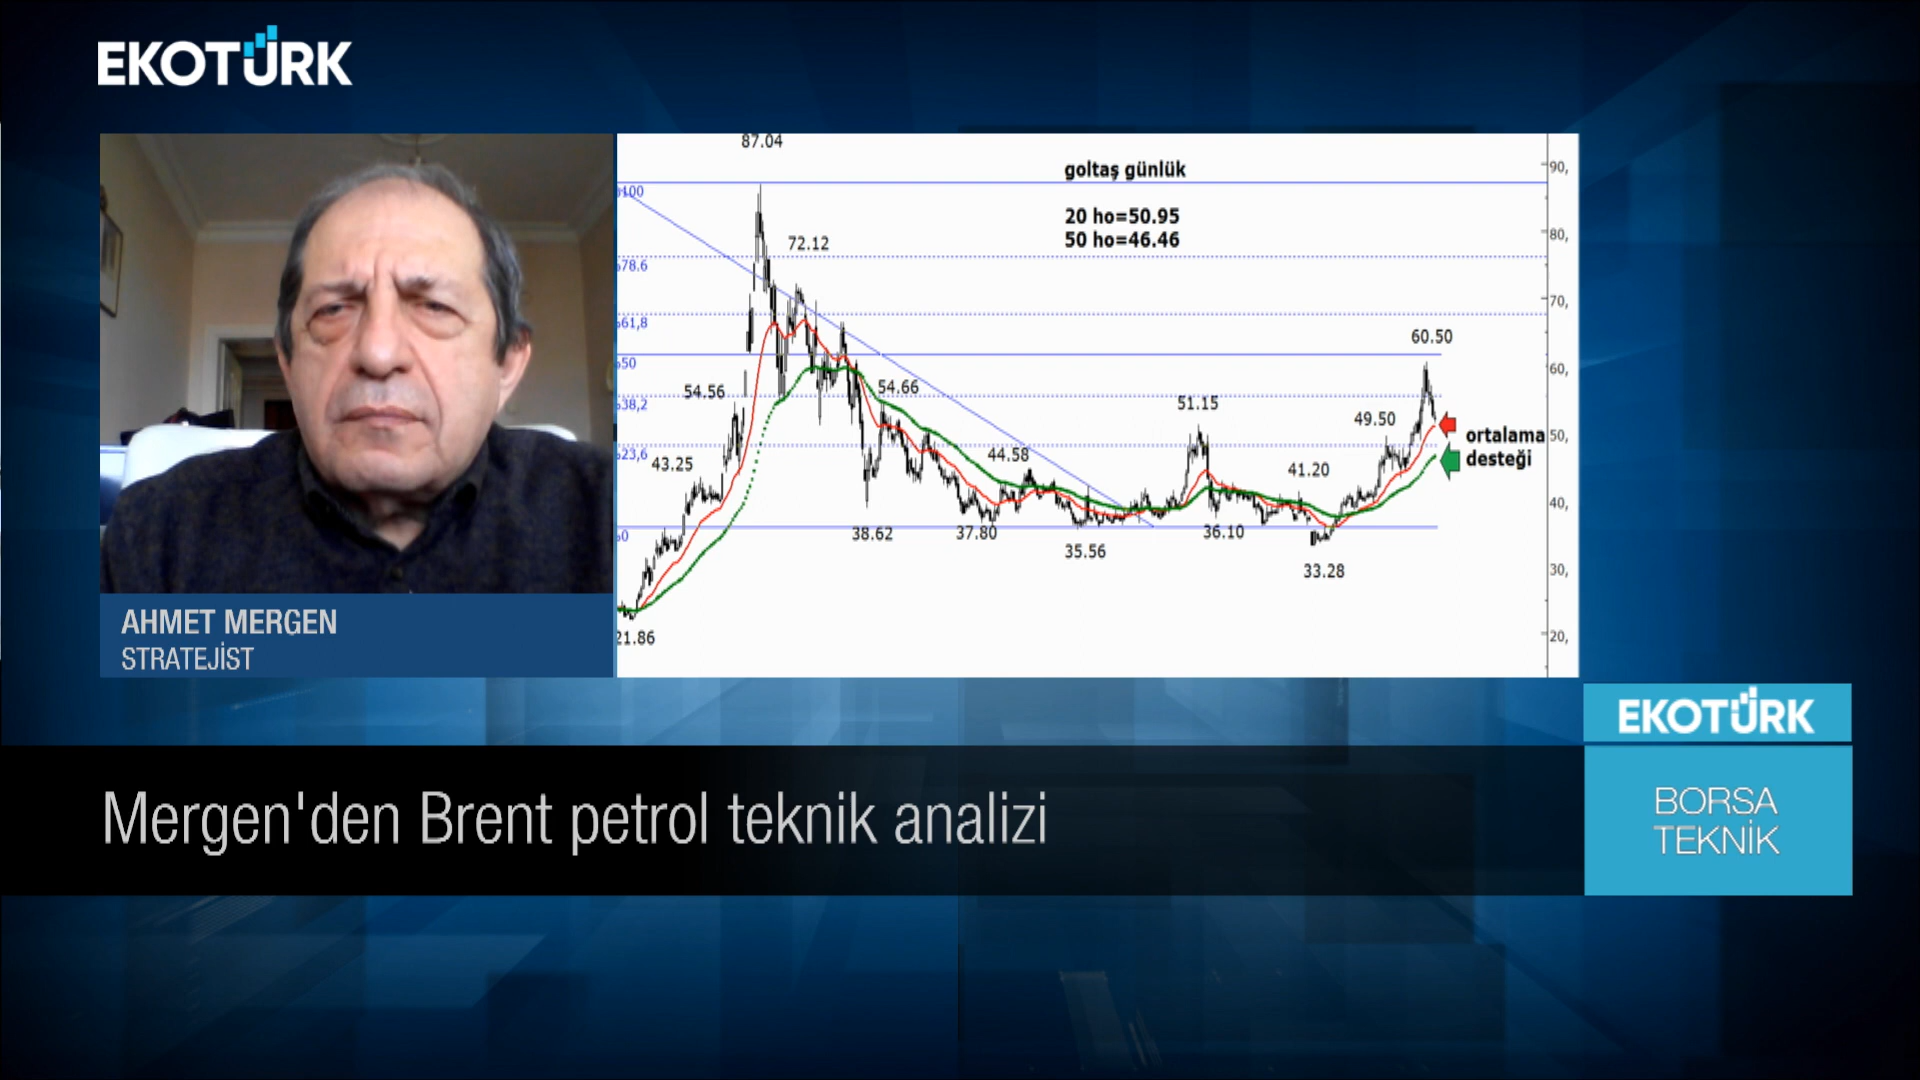 EKOTÜRK
87.04
goltaş günlük
20 ho=50.95
50 ho=46.46
72.12
54.56
43.25
21.86
54.66
38.62
37.80
44.58
35.56
51.15
36.10
41.20
33.28
49.50
60.50
ortalama
desteği
%100
%78.6
%61,8
%50
%38,2
%23,6
%0
90,
80,
70,
60,
50,
40,
30,
20,
AHMET MERGEN
STRATEJİST
EKOTÜRK
Mergen'den Brent petrol teknik analizi
BORSA
TEKNİK